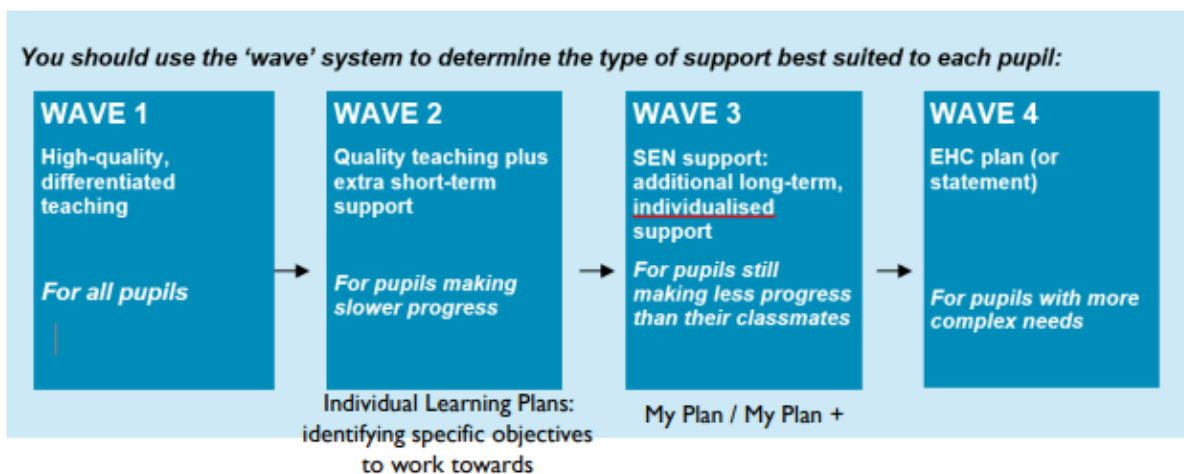 You should use the ‘wave’ system to determine the type of support best suited to each pupil:
WAVE 1
High-quality,
differentiated
teaching
For all pupils
WAVE 2
Quality teaching plus
extra short-term
support
For pupils making
slower progress
Individual Learning Plans:
identifying specific objectives
to work towards
WAVE 3
SEN support:
additional long-term,
individualised
support
For pupils still
making less progress
than their classmates
My Plan / My Plan +
WAVE 4
EHC plan (or
statement)
For pupils with more
complex needs